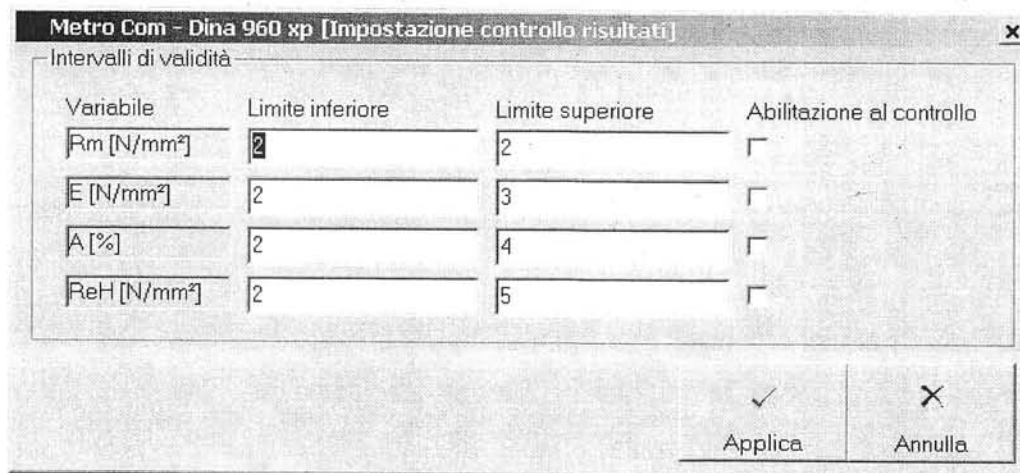 Metro Com - Dina 960 xp [Impostazione controllo risultati]
Intervalli di validità
Variabile Limite inferiore Limite superiore Abilitazione al controllo
Rm [N/mm²] 2 2
E [N/mm²] 2 3
A [%] 2 4
ReH [N/mm²] 2 5
Applica Annulla